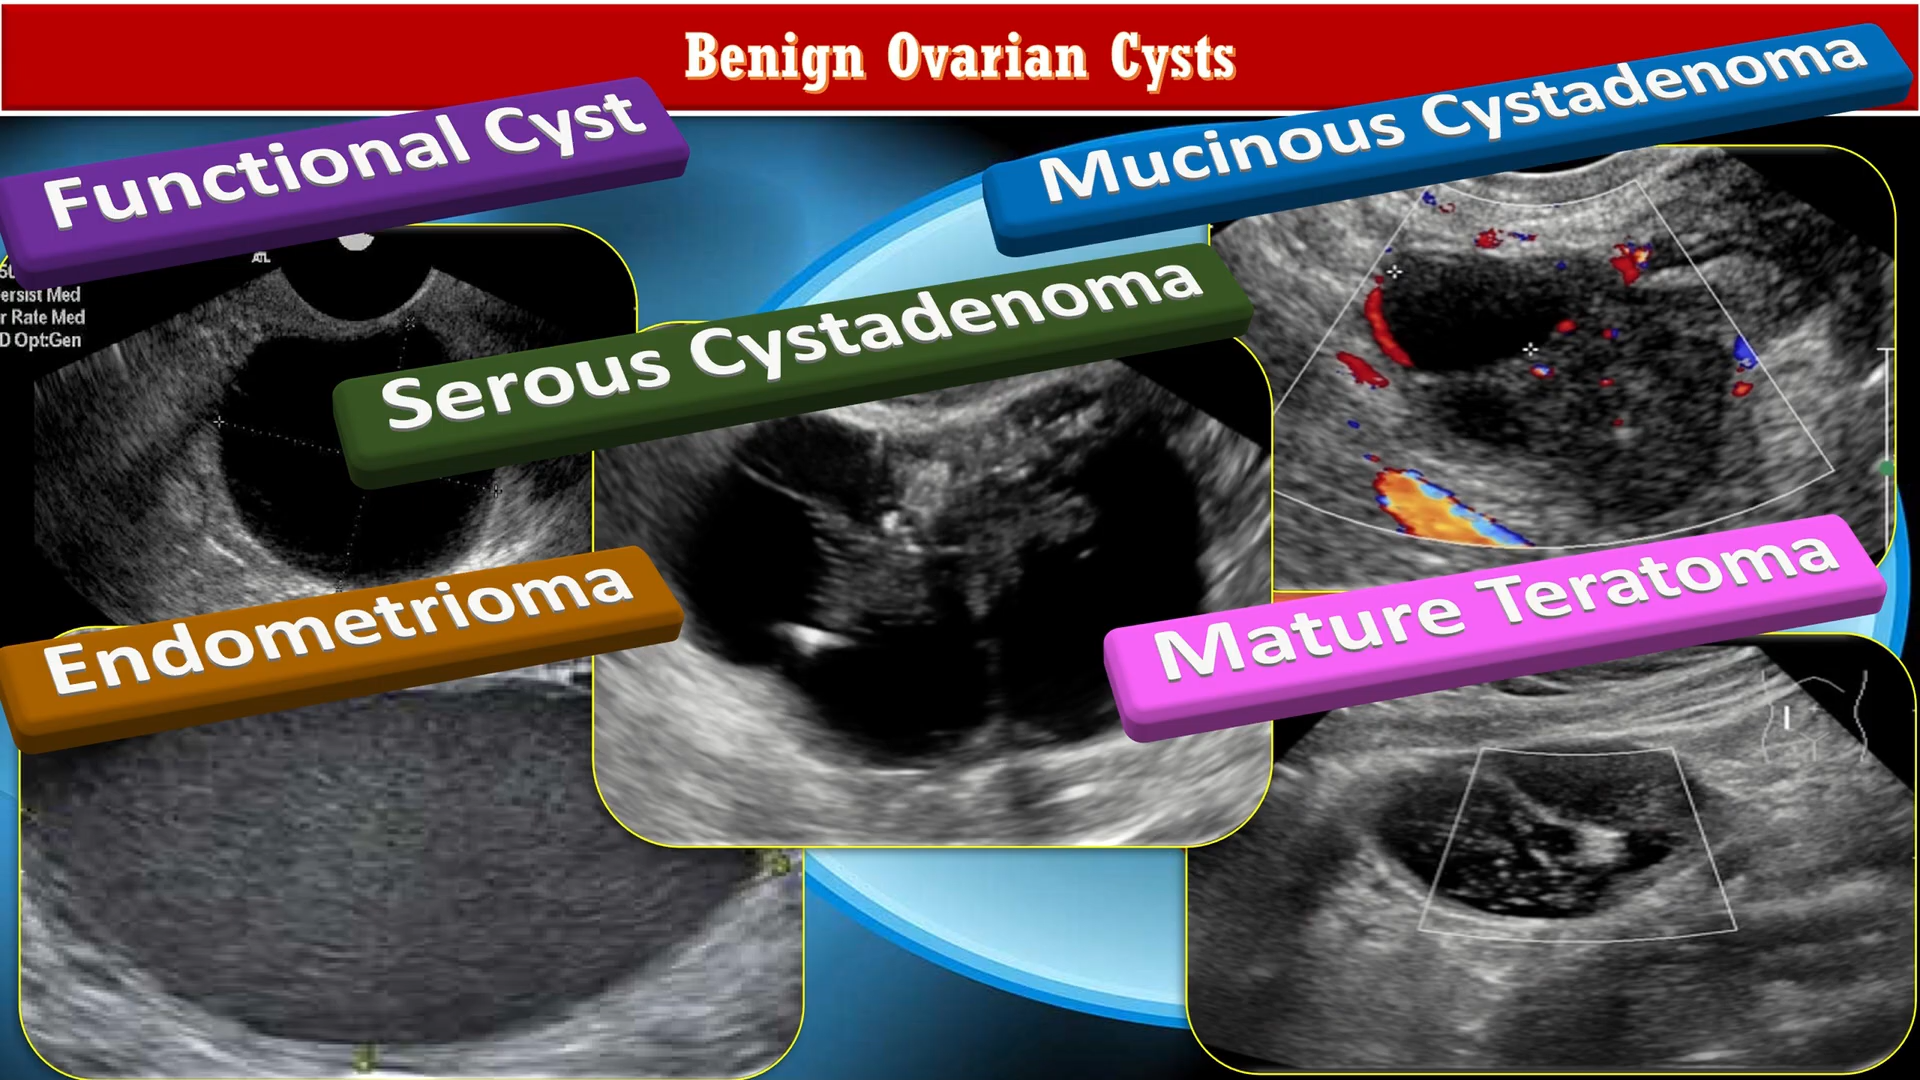 Benign Ovarian Cysts
Functional Cyst
Mucinous Cystadenoma
Serous Cystadenoma
ersist Med
r Rate Med
D Opt:Gen
Endometrioma
Mature Teratoma